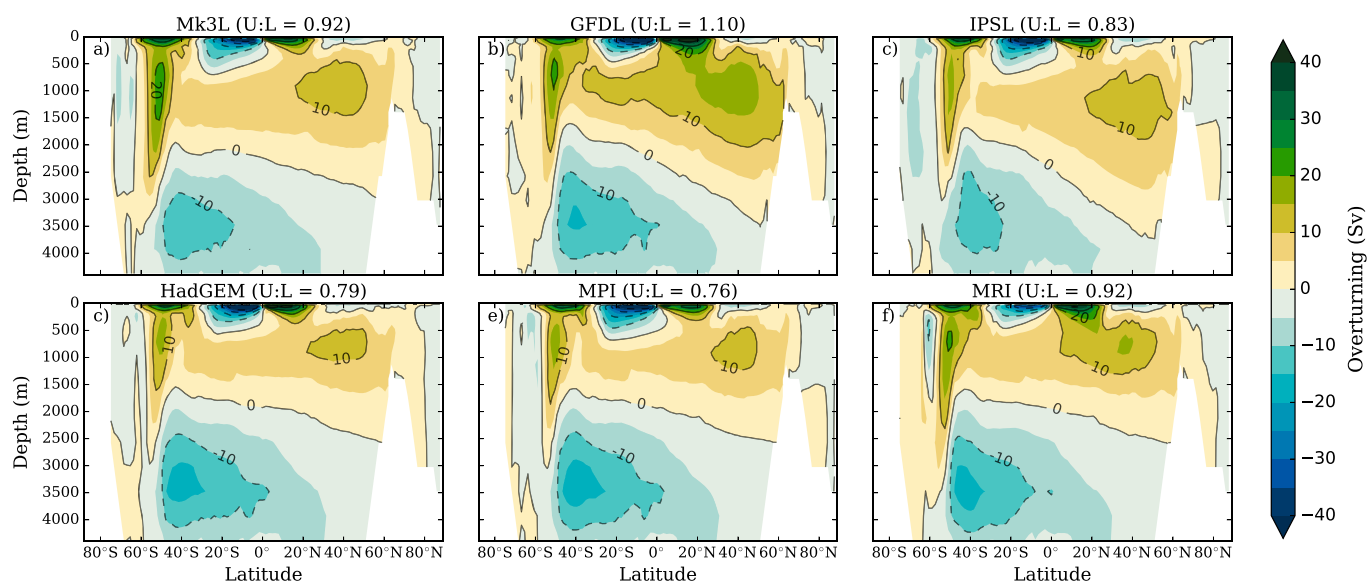 Mk3L (U:L = 0.92)
GFDL (U:L = 1.10)
IPSL (U:L = 0.83)
a)
b)
c)
0
500
1000
1500
2000
2500
3000
3500
4000
Depth (m)
20
10
0
-10
20
10
0
-10
10
10
0
-10
HadGEM (U:L = 0.79)
MPI (U:L = 0.76)
MRI (U:L = 0.92)
c)
e)
f)
0
500
1000
1500
2000
2500
3000
3500
4000
Depth (m)
10
10
0
-10
10
10
0
-10
20
10
0
-10
80°S 60°S 40°S 20°S 0° 20°N 40°N 60°N 80°N
80°S 60°S 40°S 20°S 0° 20°N 40°N 60°N 80°N
80°S 60°S 40°S 20°S 0° 20°N 40°N 60°N 80°N
Latitude
Latitude
Latitude
40
30
20
10
0
−10
−20
−30
−40
Overturning (Sv)